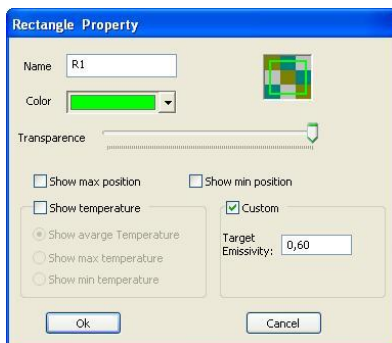 Rectangle Property
Name R1
Color
Transparence
Show max position Show min position
Show temperature Custom
Show avarge Temperature
Target
Emissivity: 0,60
Show max temperature
Show min temperature
Ok Cancel